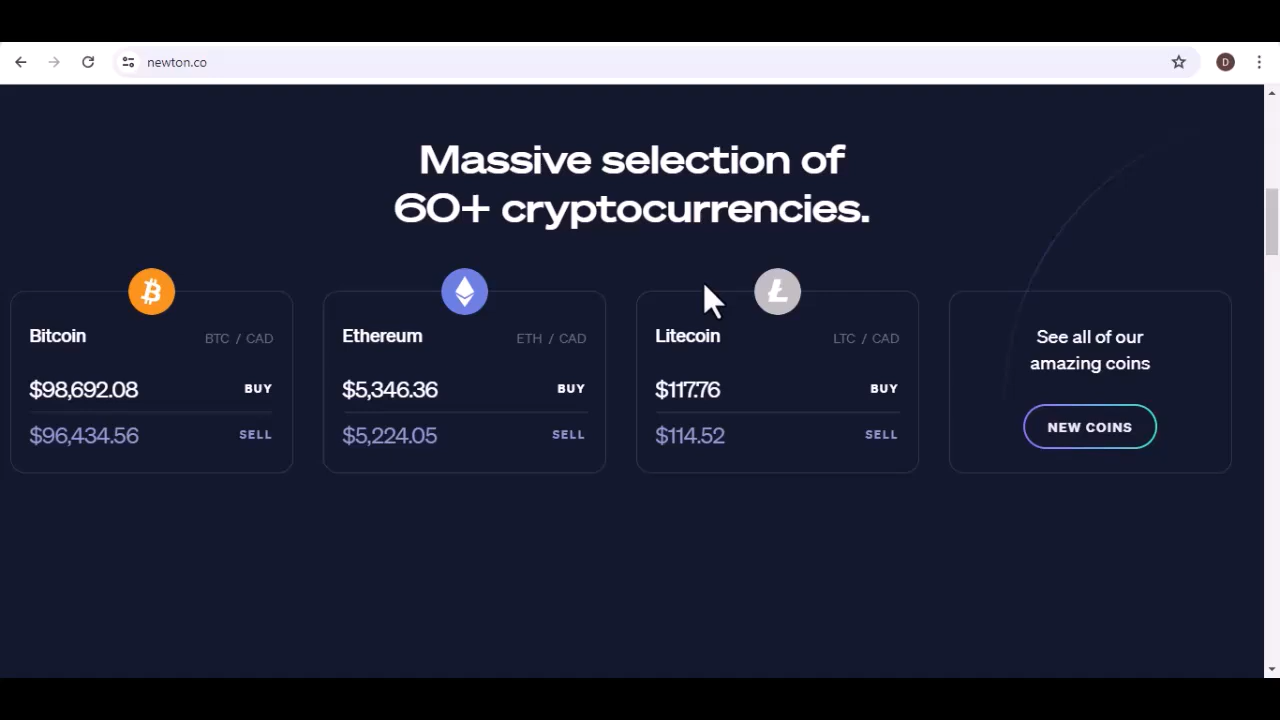 newton.co
D
Massive selection of
60+ cryptocurrencies.
Bitcoin BTC / CAD
$98,692.08 BUY
$96,434.56 SELL
Ethereum ETH / CAD
$5,346.36 BUY
$5,224.05 SELL
Litecoin LTC / CAD
$117.76 BUY
$114.52 SELL
See all of our
amazing coins
NEW COINS